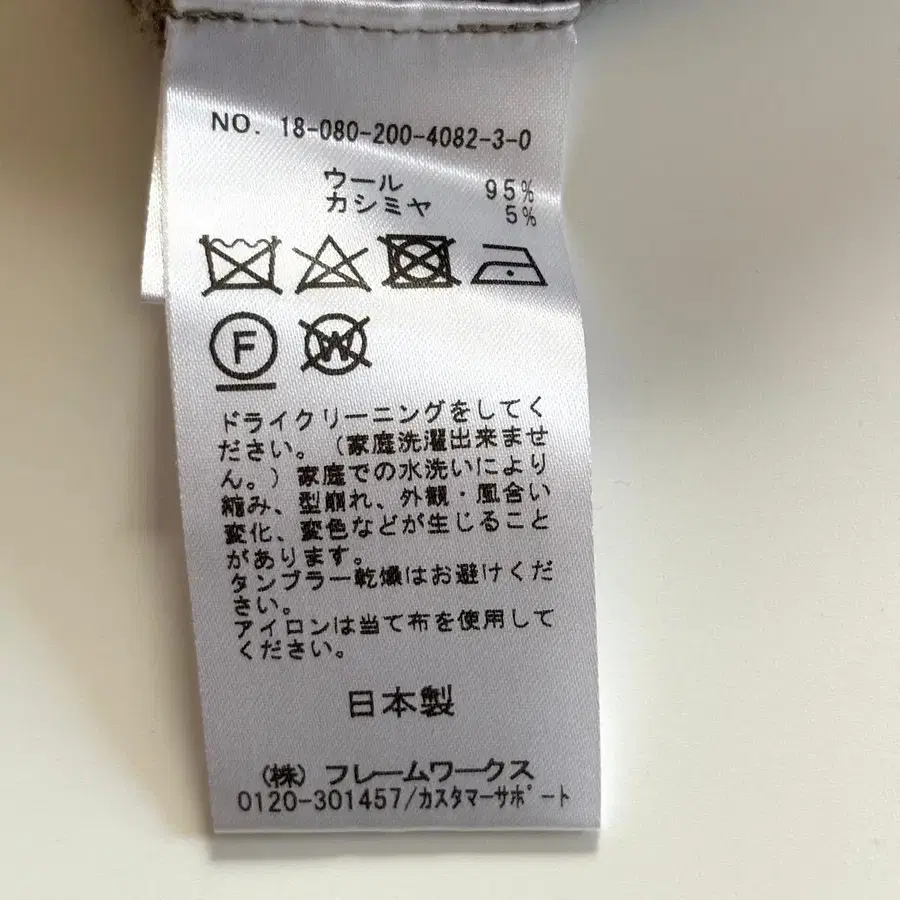 NO. 18-080-200-4082-3-0
ウール 95%
カシミヤ 5%
F W
ドライクリーニングをしてく
ださい。(家庭洗濯出来ませ
ん。)家庭での水洗いにより
縮み、型崩れ、外観・風合い
変化、変色などが生じること
があります。
タンブラー乾燥はお避けくだ
さい。
アイロンは当て布を使用して
ください。
日本製
(株) フレームワークス
0120-301457/カスタマーサポート